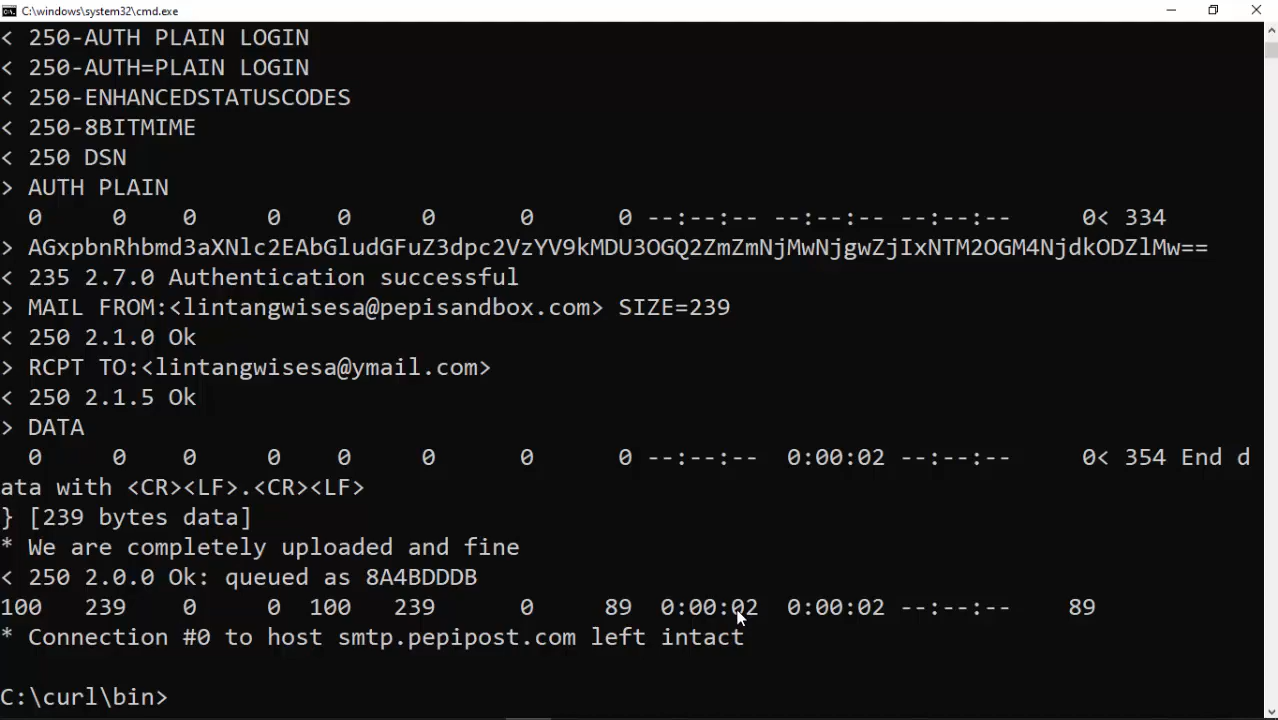 C:\windows\system32\cmd.exe
< 250-AUTH PLAIN LOGIN
< 250-AUTH=PLAIN LOGIN
< 250-ENHANCEDSTATUSCODES
< 250-8BITMIME
< 250 DSN
> AUTH PLAIN
0 0 0 0 0 0 0 0 --:--:-- --:--:-- --:--:-- 0< 334
> AGxpbnRhbmd3aXNlc2EAbGludGFuZ3dpc2VzYV9kMDU3OGQ2ZmZmNjMwNjgwZjIxNTM2OGM4NjdkODZlMw==
< 235 2.7.0 Authentication successful
> MAIL FROM:<lintangwisesa@pepisandbox.com> SIZE=239
< 250 2.1.0 Ok
> RCPT TO:<lintangwisesa@ymail.com>
< 250 2.1.5 Ok
> DATA
0 0 0 0 0 0 0 0 --:--:-- 0:00:02 --:--:-- 0< 354 End d
ata with <CR><LF>.<CR><LF>
} [239 bytes data]
* We are completely uploaded and fine
< 250 2.0.0 Ok: queued as 8A4BDDDB
100 239 0 0 100 239 0 89 0:00:02 0:00:02 --:--:-- 89
* Connection #0 to host smtp.pepipost.com left intact
C:\curl\bin>